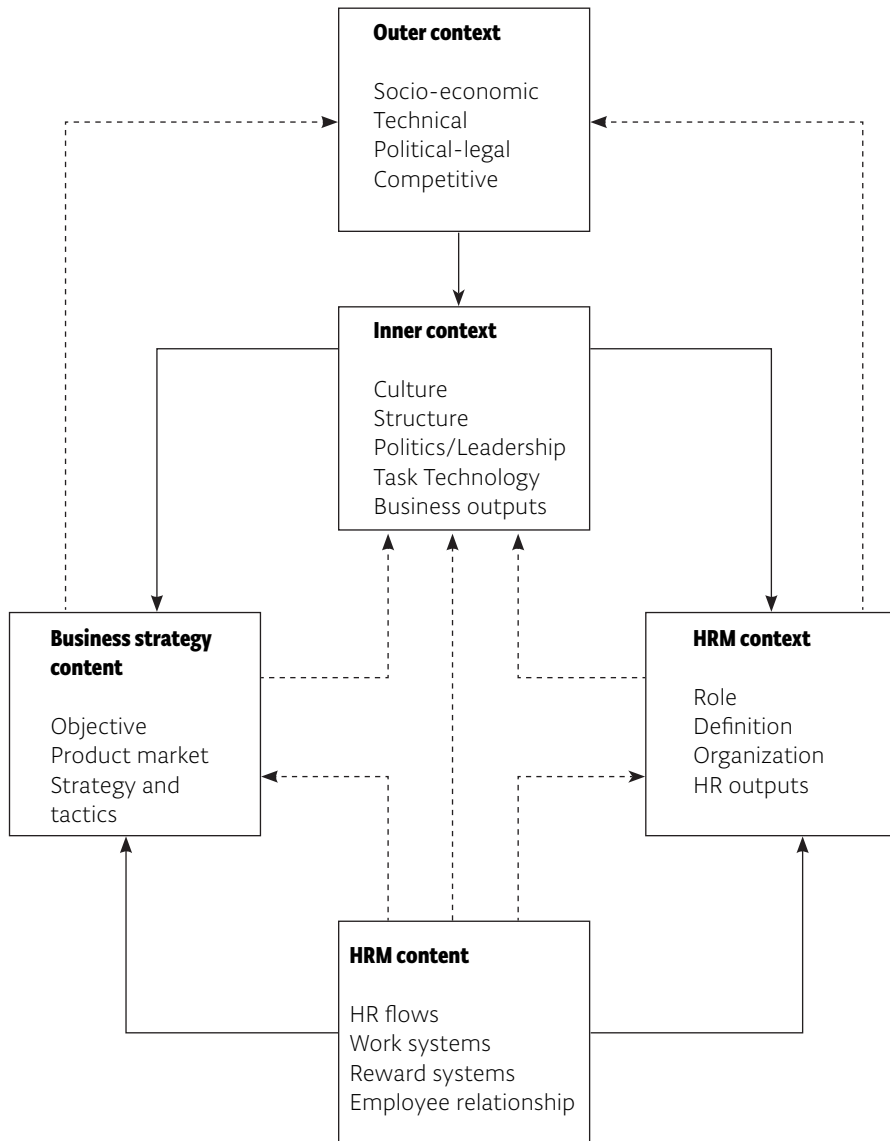 Outer context
Socio-economic
Technical
Political-legal
Competitive
Inner context
Culture
Structure
Politics/Leadership
Task Technology
Business outputs
Business strategy
content
Objective
Product market
Strategy and
tactics
HRM context
Role
Definition
Organization
HR outputs
HRM content
HR flows
Work systems
Reward systems
Employee relationship